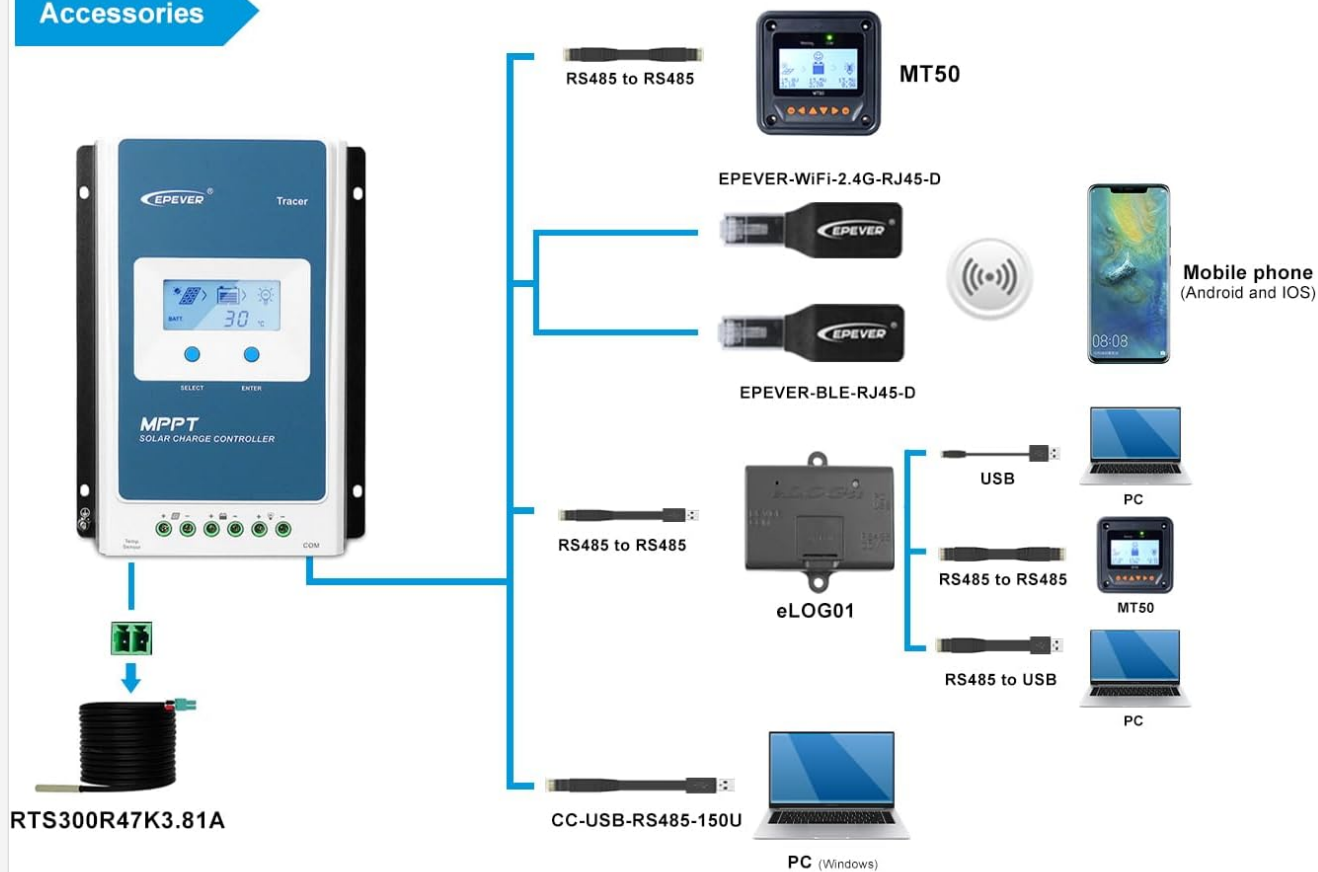 Accessories
RS485 to RS485
MT50
MT50
EPEVER-WiFi-2.4G-RJ45-D
EPEVER®
EPEVER®
EPEVER-BLE-RJ45-D
08:08
Mobile phone
(Android and IOS)
EPEVER®
Tracer
BATT
30 °C
SELECT
ENTER
MPPT
SOLAR CHARGE CONTROLLER
+ - + - + -
Temp.
Sensor
COM
RTS300R47K3.81A
RS485 to RS485
eLOG01
USB
PC
RS485 to RS485
MT50
RS485 to USB
PC
CC-USB-RS485-150U
PC (Windows)